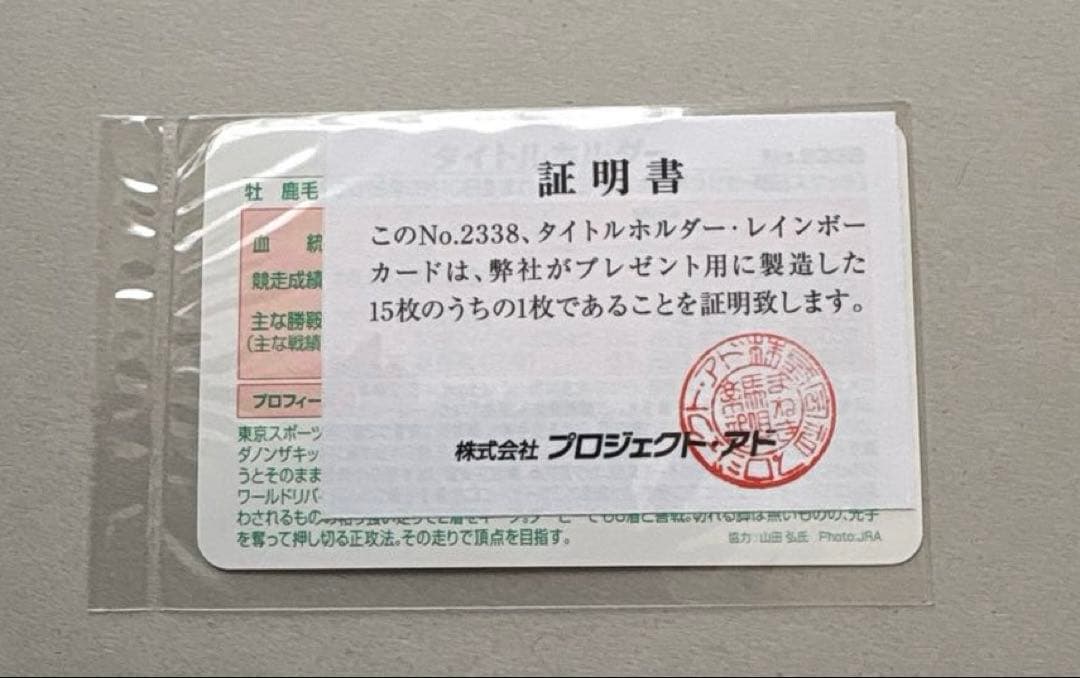 証明書
このNo.2338、タイトルホルダー・レインボー
カードは、弊社がプレゼント用に製造した
15枚のうちの1枚であることを証明致します。
株式会社 プロジェクト・アド
牡 鹿毛
血 統
競走成績
主な勝鞍
(主な戦績
プロフィー
東京スポーツ
ダノンザキッ
うとそのまま
ワールドリバ
わされるもの
を奪って押し切る正攻法。その走りで頂点を目指す。
協力:山田 弘氏 Photo:JRA